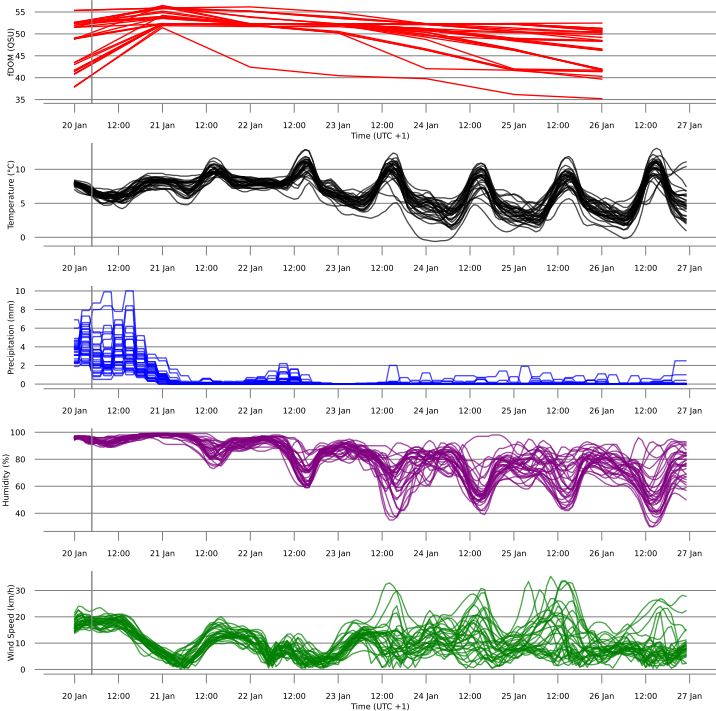 55
50
45
40
35
fDOM (QSU)
20 Jan 12:00 21 Jan 12:00 22 Jan 12:00 23 Jan 12:00 24 Jan 12:00 25 Jan 12:00 26 Jan 12:00 27 Jan
Time (UTC +1)
10
5
0
Temperature (°C)
20 Jan 12:00 21 Jan 12:00 22 Jan 12:00 23 Jan 12:00 24 Jan 12:00 25 Jan 12:00 26 Jan 12:00 27 Jan
10
8
6
4
2
0
Precipitation (mm)
20 Jan 12:00 21 Jan 12:00 22 Jan 12:00 23 Jan 12:00 24 Jan 12:00 25 Jan 12:00 26 Jan 12:00 27 Jan
100
80
60
40
Humidity (%)
20 Jan 12:00 21 Jan 12:00 22 Jan 12:00 23 Jan 12:00 24 Jan 12:00 25 Jan 12:00 26 Jan 12:00 27 Jan
30
20
10
0
Wind Speed (km/h)
20 Jan 12:00 21 Jan 12:00 22 Jan 12:00 23 Jan 12:00 24 Jan 12:00 25 Jan 12:00 26 Jan 12:00 27 Jan
Time (UTC +1)